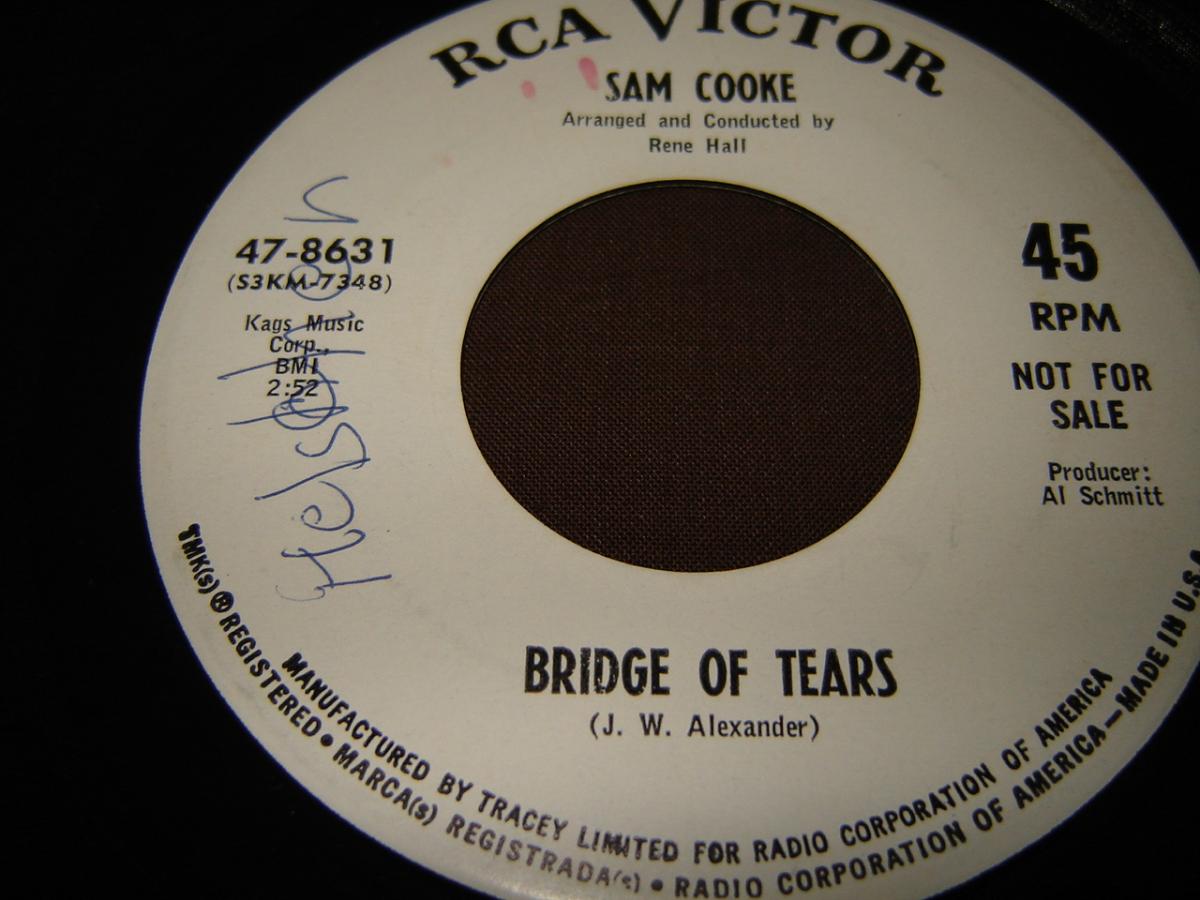 RCA VICTOR
SAM COOKE
Arranged and Conducted by
Rene Hall
47-8631
(S3KM-7348)
Kags Music
Corp.,
BMI
2:52
45
RPM
NOT FOR
SALE
Producer:
Al Schmitt
BRIDGE OF TEARS
(J. W. Alexander)
MANUFACTURED BY TRACEY LIMITED FOR RADIO CORPORATION OF AMERICA
TMK(s) ® REGISTERED • MARCA(s) REGISTRADA(s) • RADIO CORPORATION OF AMERICA—MADE IN U.S.A